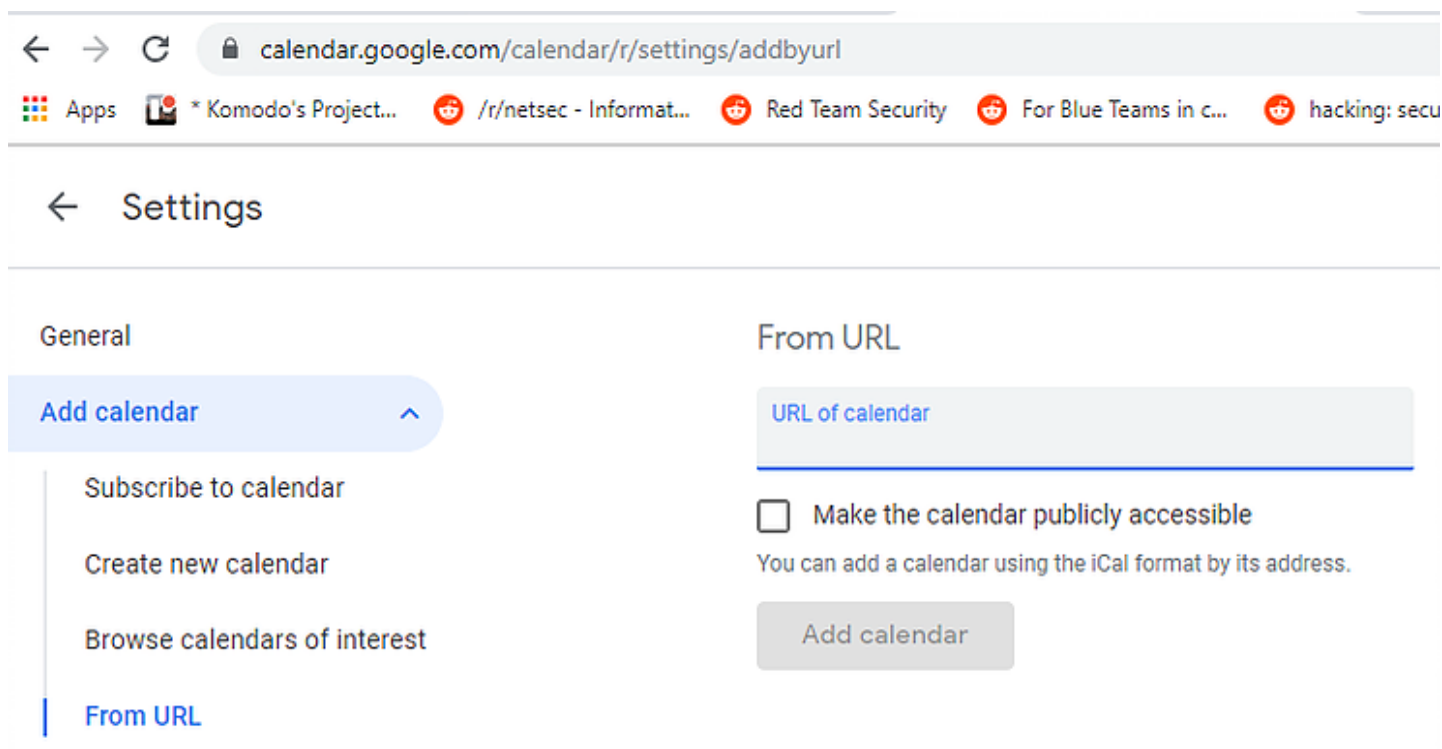 calendar.google.com/calendar/r/settings/addbyurl
Apps * Komodo's Project... /r/netsec - Informat... Red Team Security For Blue Teams in c... hacking: secu
Settings
General
Add calendar
Subscribe to calendar
Create new calendar
Browse calendars of interest
From URL
From URL
URL of calendar
Make the calendar publicly accessible
You can add a calendar using the iCal format by its address.
Add calendar